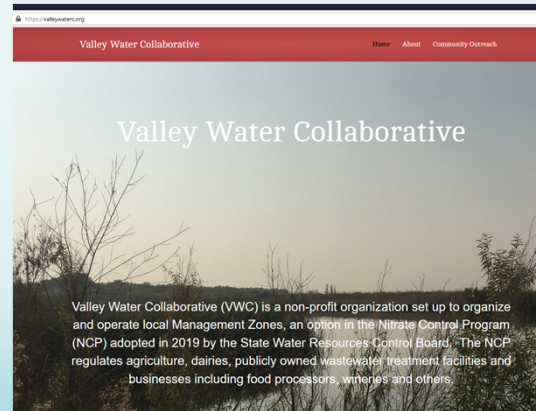 https://valleywaters.org
Valley Water Collaborative
Home About Community Outreach
Valley Water Collaborative
Valley Water Collaborative (VWC) is a non-profit organization set up to organize
and operate local Management Zones, an option in the Nitrate Control Program
(NCP) adopted in 2019 by the State Water Resources Control Board. The NCP
regulates agriculture, dairies, publicly owned wastewater treatment facilities and
businesses including food processors, wineries and others.